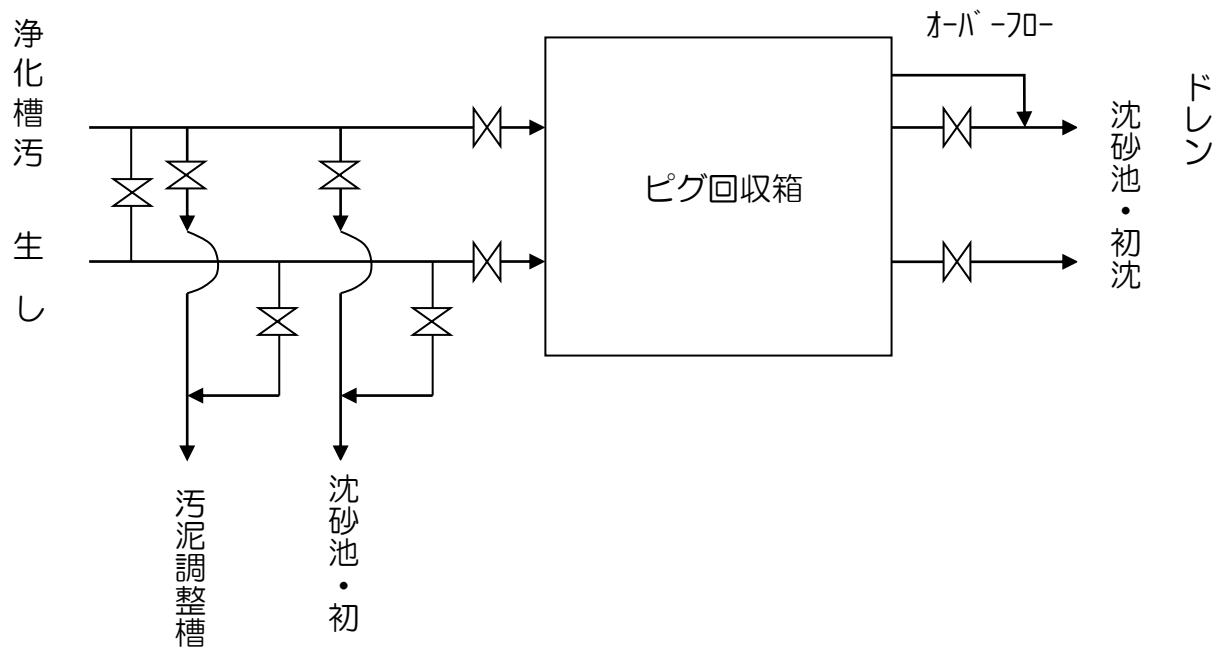 浄化槽汚
生し
ｵｰﾊﾞｰﾌﾛｰ
ドレン
沈砂池・初沈
ピグ回収箱
汚泥調整槽
沈砂池・初